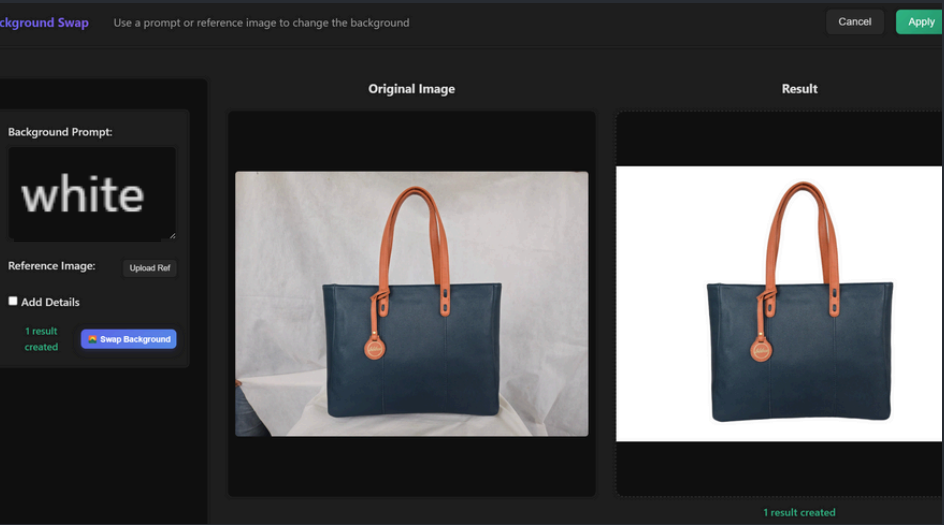 ckground Swap
Use a prompt or reference image to change the background
Cancel
Apply
Original Image
Result
Background Prompt:
white
Reference Image:
Upload Ref
Add Details
1 result
created
Swap Background
1 result created